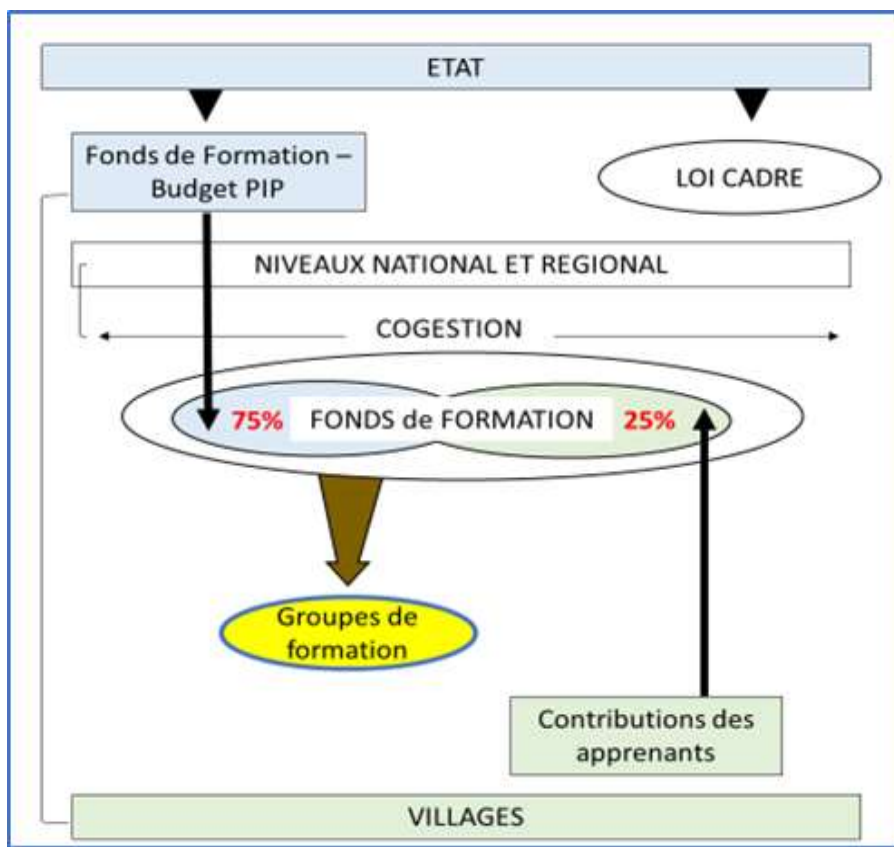 ETAT
Fonds de Formation –
Budget PIP
LOI CADRE
NIVEAUX NATIONAL ET REGIONAL
COGESTION
75% FONDS de FORMATION 25%
Groupes de
formation
Contributions des
apprenants
VILLAGES